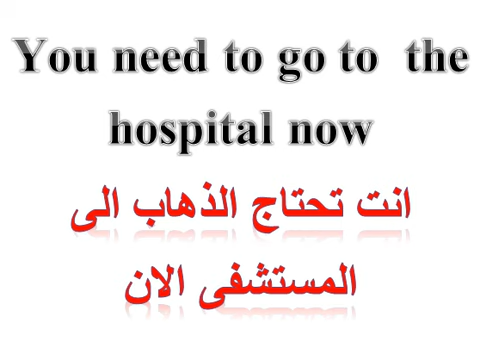 You need to go to the
hospital now
انت تحتاج الذهاب الى
المستشفى الان